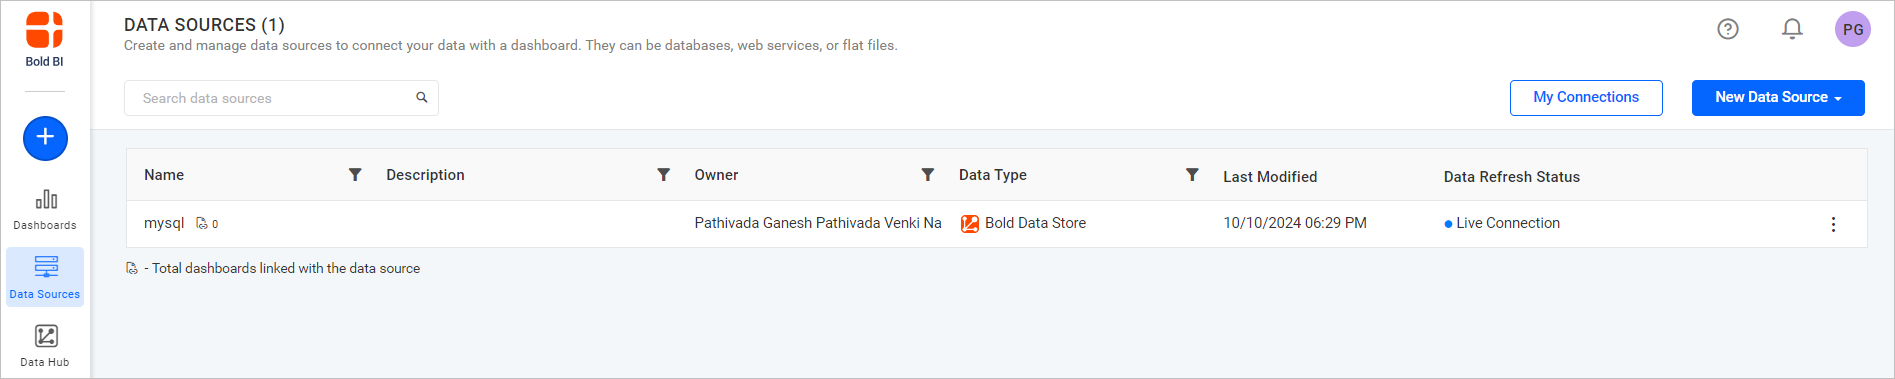 Bold BI
Dashboards
Data Sources
Data Hub
DATA SOURCES (1)
Create and manage data sources to connect your data with a dashboard. They can be databases, web services, or flat files.
PG
Search data sources
My Connections
New Data Source
Name Description Owner Data Type Last Modified Data Refresh Status
mysql 0 Pathivada Ganesh Pathivada Venki Na Bold Data Store 10/10/2024 06:29 PM Live Connection
- Total dashboards linked with the data source